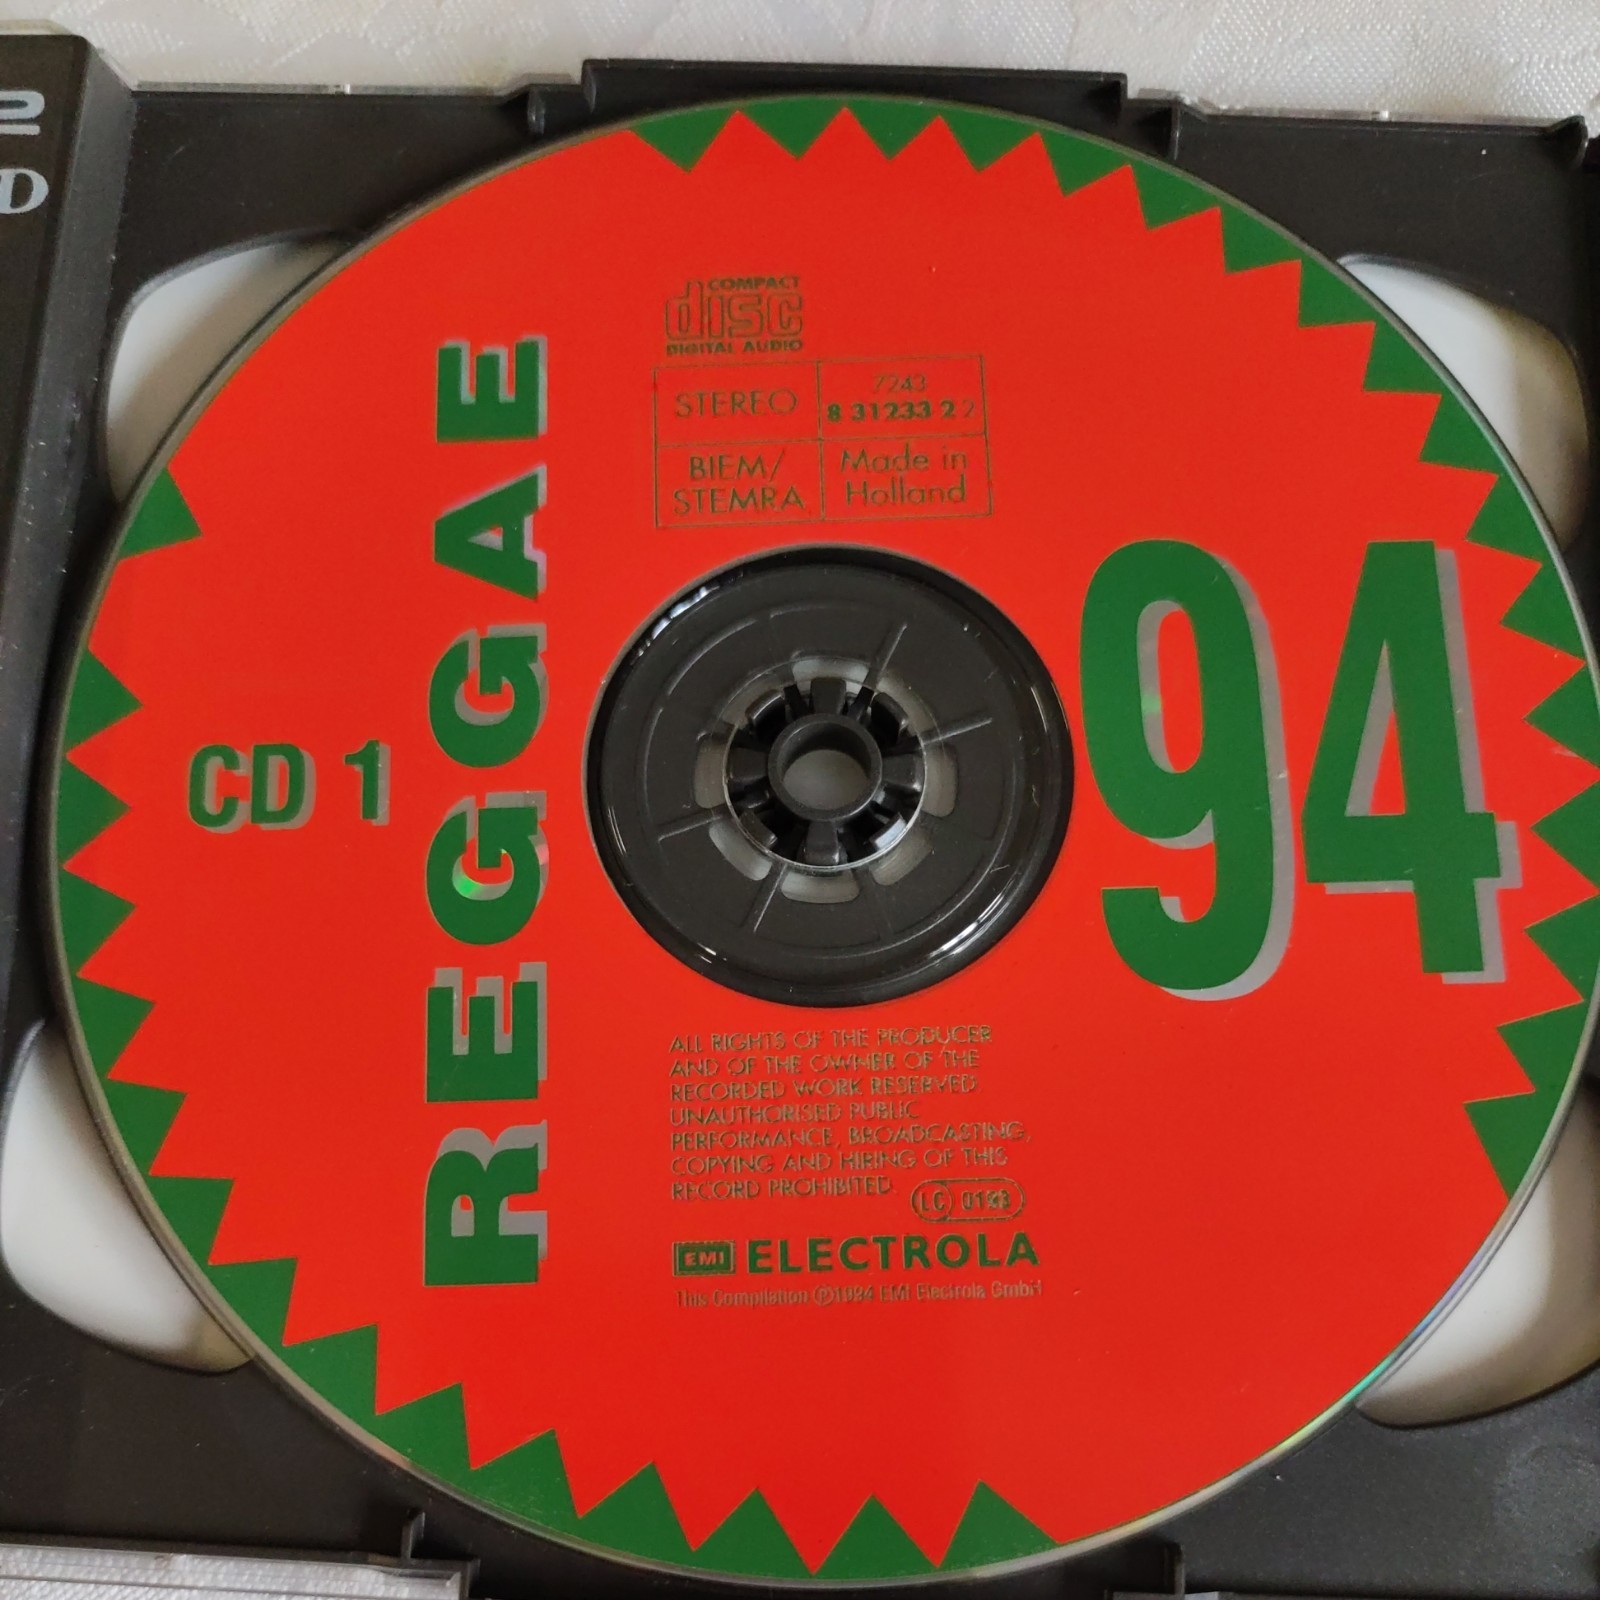 2
CD 1
REGGAE
94
COMPACT
disc
DIGITAL AUDIO
STEREO
7243
8 31233 2 2
BIEM/
STEMRA
Made in
Holland
ALL RIGHTS OF THE PRODUCER
AND OF THE OWNER OF THE
RECORDED WORK RESERVED.
UNAUTHORISED PUBLIC
PERFORMANCE, BROADCASTING,
COPYING AND HIRING OF THIS
RECORD PROHIBITED.
LC 0193
EMI ELECTROLA
This Compilation ℗1994 EMI Electrola GmbH